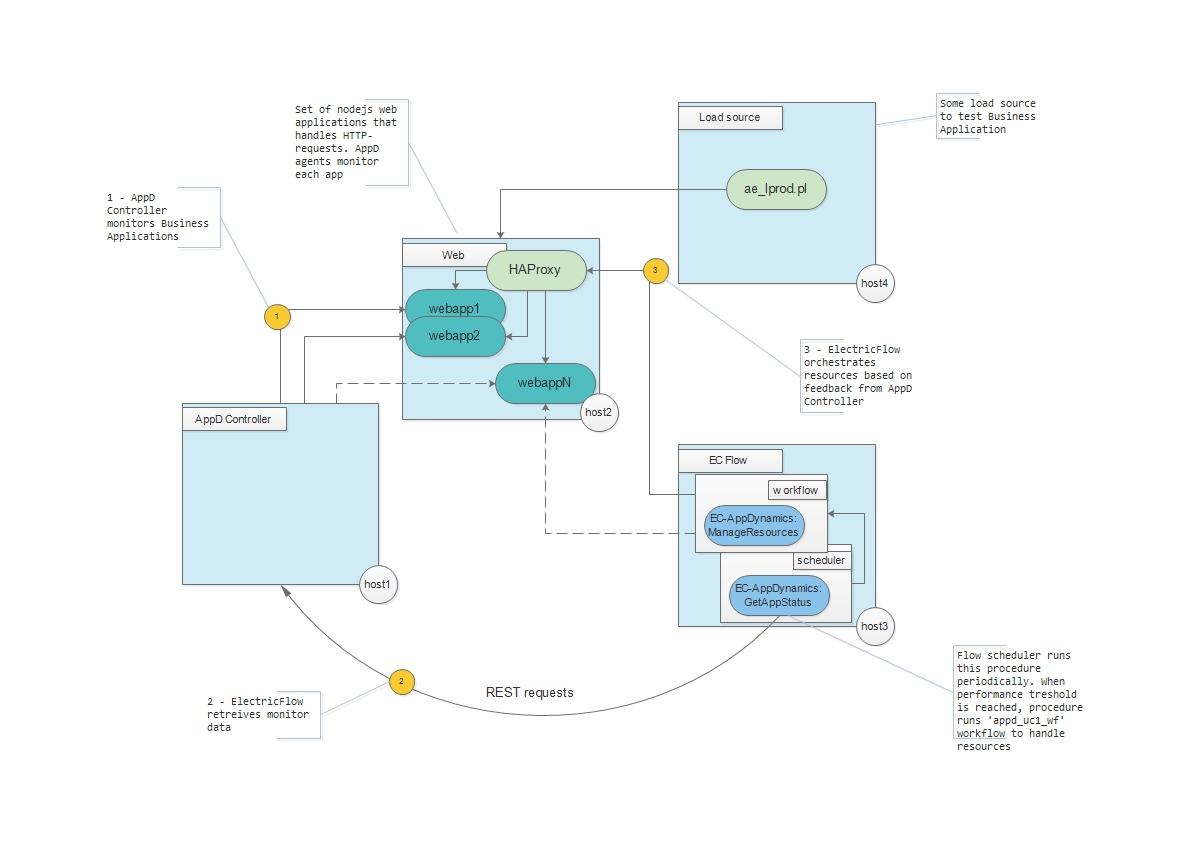 Set of nodejs web
applications that
handles HTTP-
requests. AppD
agents monitor
each app
Some load source
to test Business
Application
Load source
ae_lprod.pl
host4
1 - AppD
Controller
monitors Business
Applications
Web
HAProxy
webapp1
webapp2
webappN
host2
1
3
3 - ElectricFlow
orchestrates
resources based on
feedback from AppD
Controller
AppD Controller
host1
EC Flow
workflow
EC-AppDynamics:
ManageResources
scheduler
EC-AppDynamics:
GetAppStatus
host3
2
REST requests
2 - ElectricFlow
retreives monitor
data
Flow scheduler runs
this procedure
periodically. When
performance treshold
is reached, procedure
runs 'appd_uc1_wf'
workflow to handle
resources